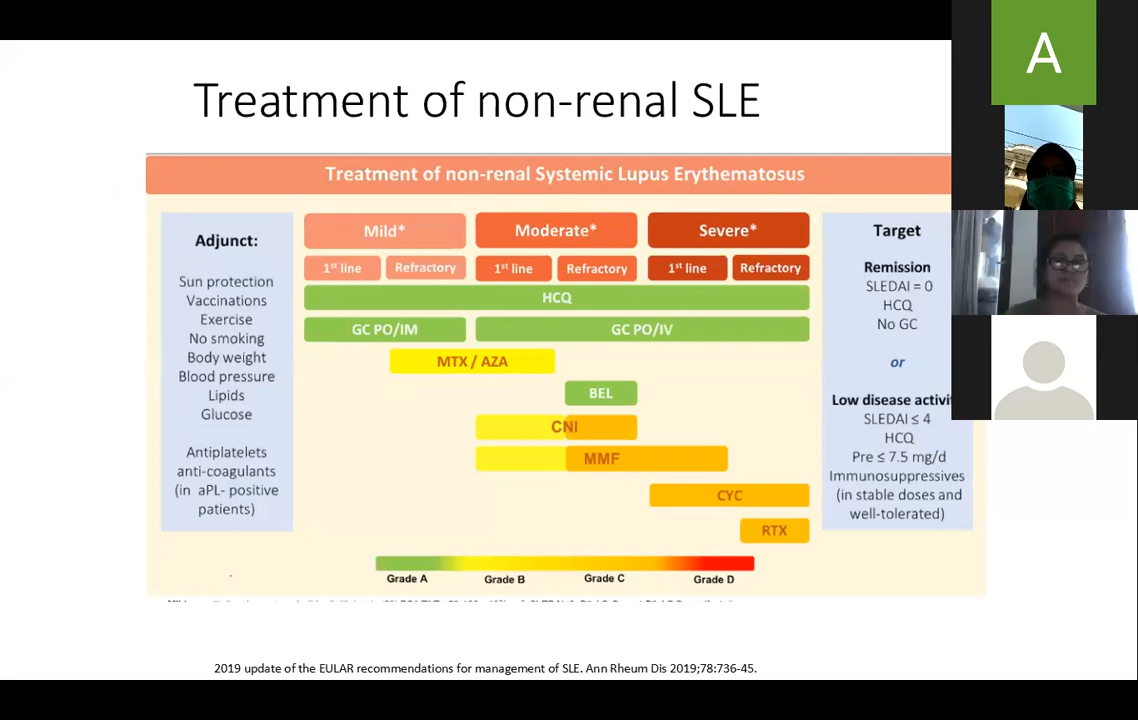 Treatment of non-renal SLE
Treatment of non-renal Systemic Lupus Erythematosus
Adjunct:
Sun protection
Vaccinations
Exercise
No smoking
Body weight
Blood pressure
Lipids
Glucose
Antiplatelets
anti-coagulants
(in aPL- positive
patients)
Mild*
Moderate*
Severe*
1st line
Refractory
1st line
Refractory
1st line
Refractory
HCQ
GC PO/IM
GC PO/IV
MTX / AZA
BEL
CNI
MMF
CYC
RTX
Grade A
Grade B
Grade C
Grade D
Target
Remission
SLEDAI = 0
HCQ
No GC
or
Low disease activi
SLEDAI ≤ 4
HCQ
Pre ≤ 7.5 mg/d
Immunosuppressives
(in stable doses and
well-tolerated)
2019 update of the EULAR recommendations for management of SLE. Ann Rheum Dis 2019;78:736-45.
A